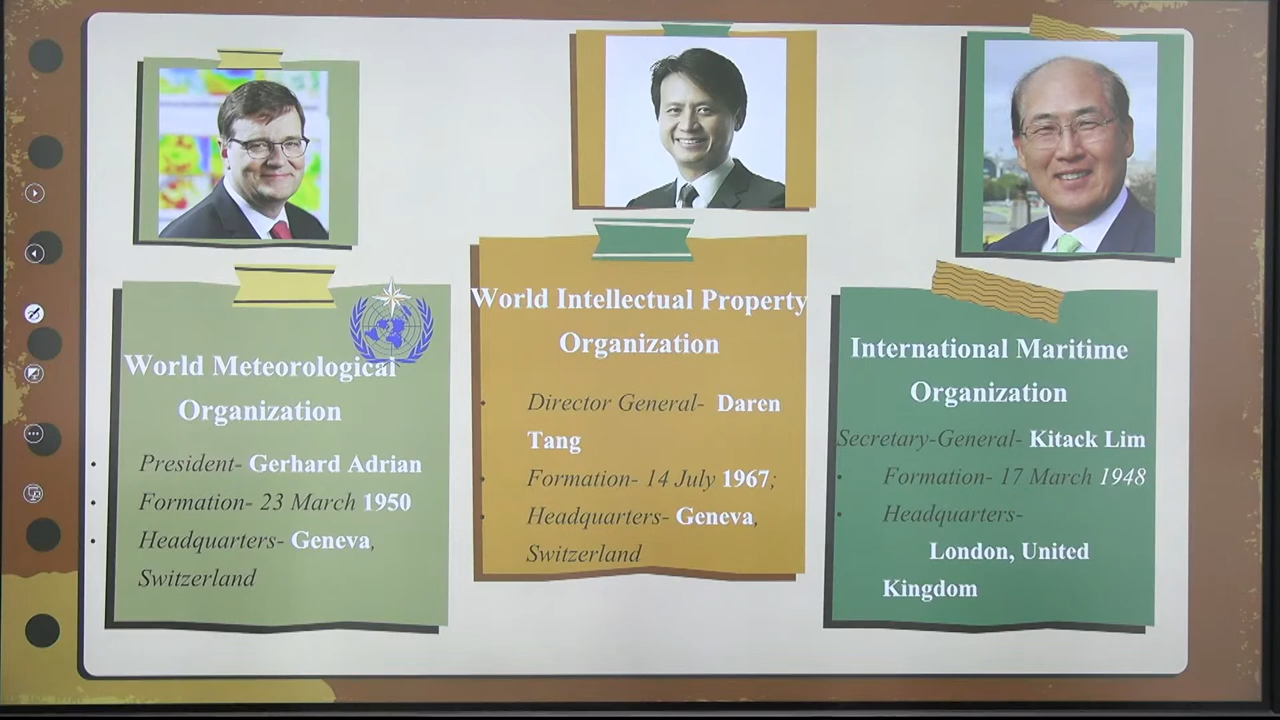 World Meteorological
Organization
• President- Gerhard Adrian
• Formation- 23 March 1950
• Headquarters- Geneva,
Switzerland
World Intellectual Property
Organization
• Director General- Daren
Tang
• Formation- 14 July 1967;
• Headquarters- Geneva,
Switzerland
International Maritime
Organization
Secretary-General- Kitack Lim
• Formation- 17 March 1948
• Headquarters-
London, United
Kingdom